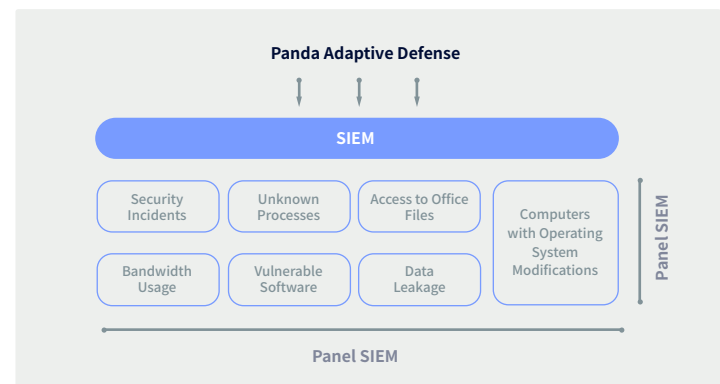 Panda Adaptive Defense
SIEM
Security
Incidents
Unknown
Processes
Access to Office
Files
Computers
with Operating
System
Modifications
Bandwidth
Usage
Vulnerable
Software
Data
Leakage
Panel SIEM
Panel SIEM